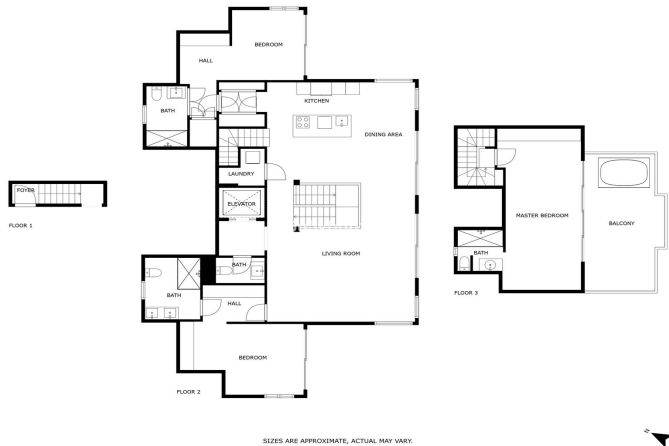 BEDROOM
HALL
KITCHEN
BATH
DINING AREA
LAUNDRY
FOYER
ELEVATOR
MASTER BEDROOM
BALCONY
FLOOR 1
LIVING ROOM
BATH
BATH
BATH
FLOOR 3
HALL
BEDROOM
FLOOR 2
N
SIZES ARE APPROXIMATE, ACTUAL MAY VARY.